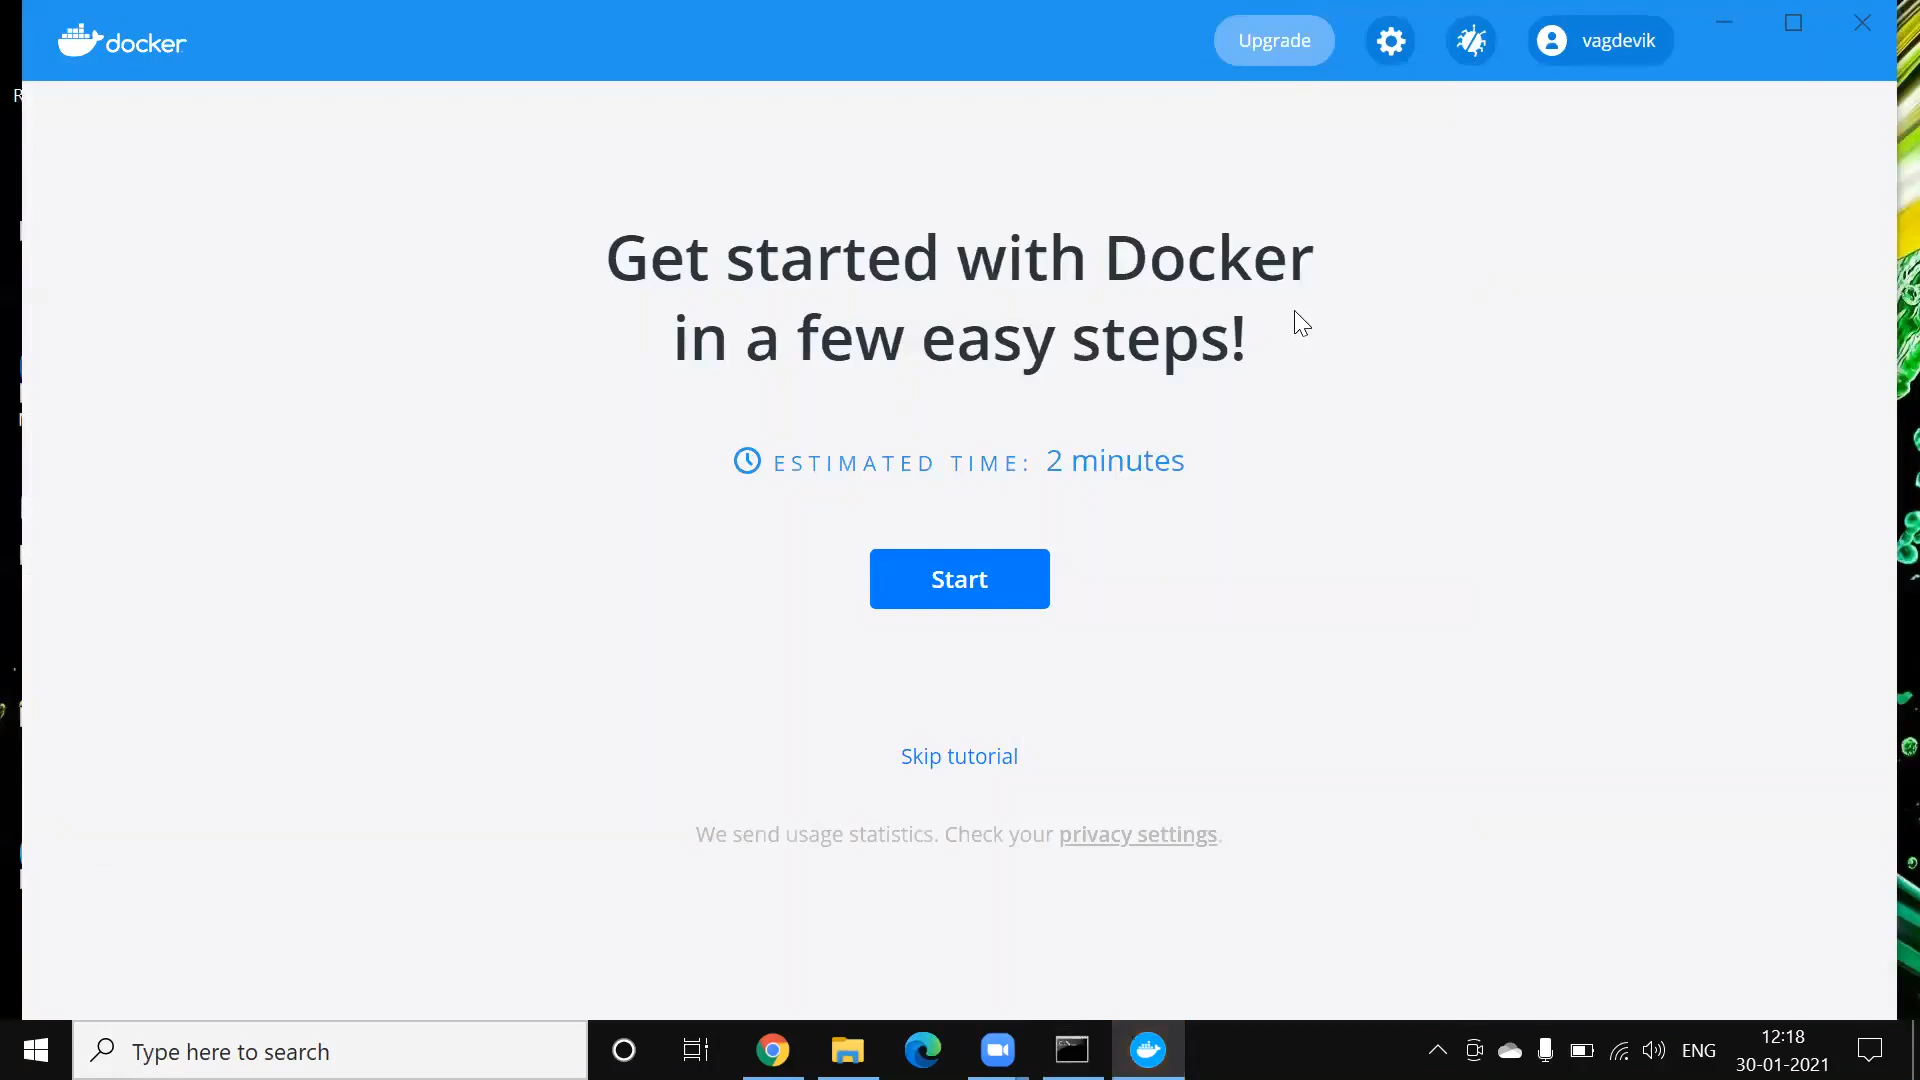 docker
Upgrade
vagdevik
R
Get started with Docker
in a few easy steps!
ESTIMATED TIME: 2 minutes
Start
Skip tutorial
We send usage statistics. Check your privacy settings.
Type here to search
ENG
12:18
30-01-2021